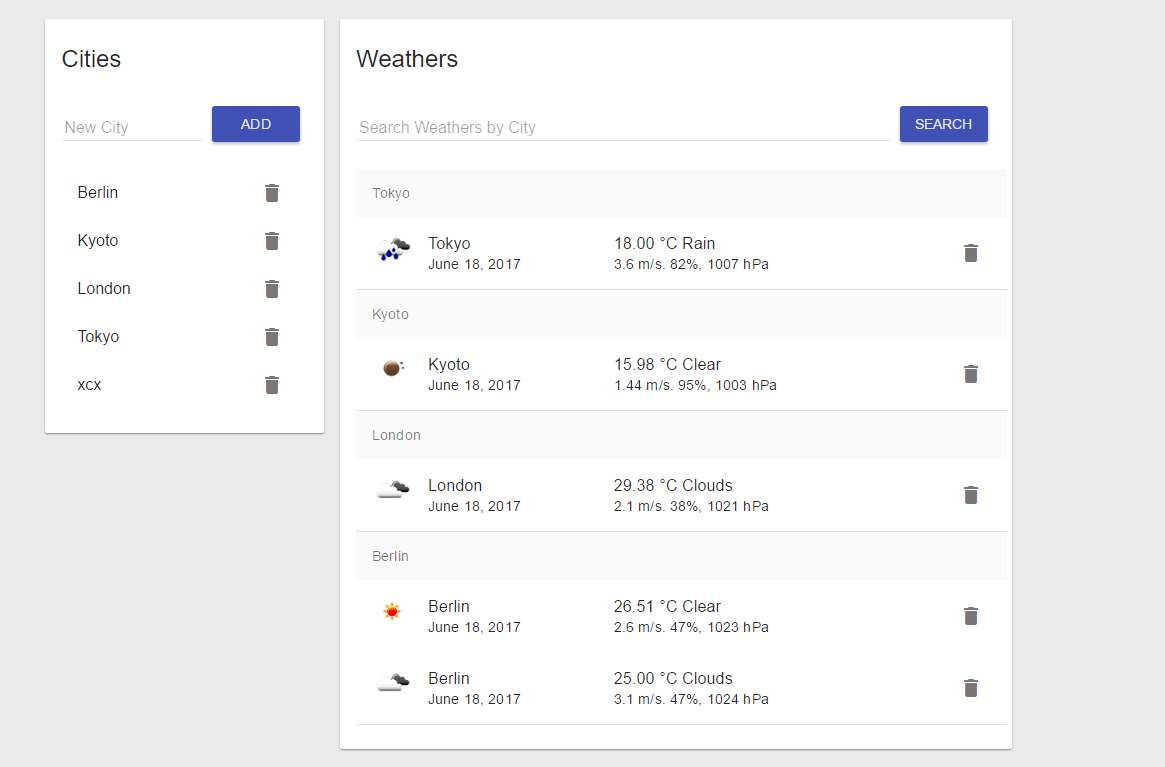 Cities
New City
ADD
Berlin
Kyoto
London
Tokyo
xcx
Weathers
Search Weathers by City
SEARCH
Tokyo
Tokyo 18.00 °C Rain
June 18, 2017 3.6 m/s. 82%, 1007 hPa
Kyoto
Kyoto 15.98 °C Clear
June 18, 2017 1.44 m/s. 95%, 1003 hPa
London
London 29.38 °C Clouds
June 18, 2017 2.1 m/s. 38%, 1021 hPa
Berlin
Berlin 26.51 °C Clear
June 18, 2017 2.6 m/s. 47%, 1023 hPa
Berlin 25.00 °C Clouds
June 18, 2017 3.1 m/s. 47%, 1024 hPa